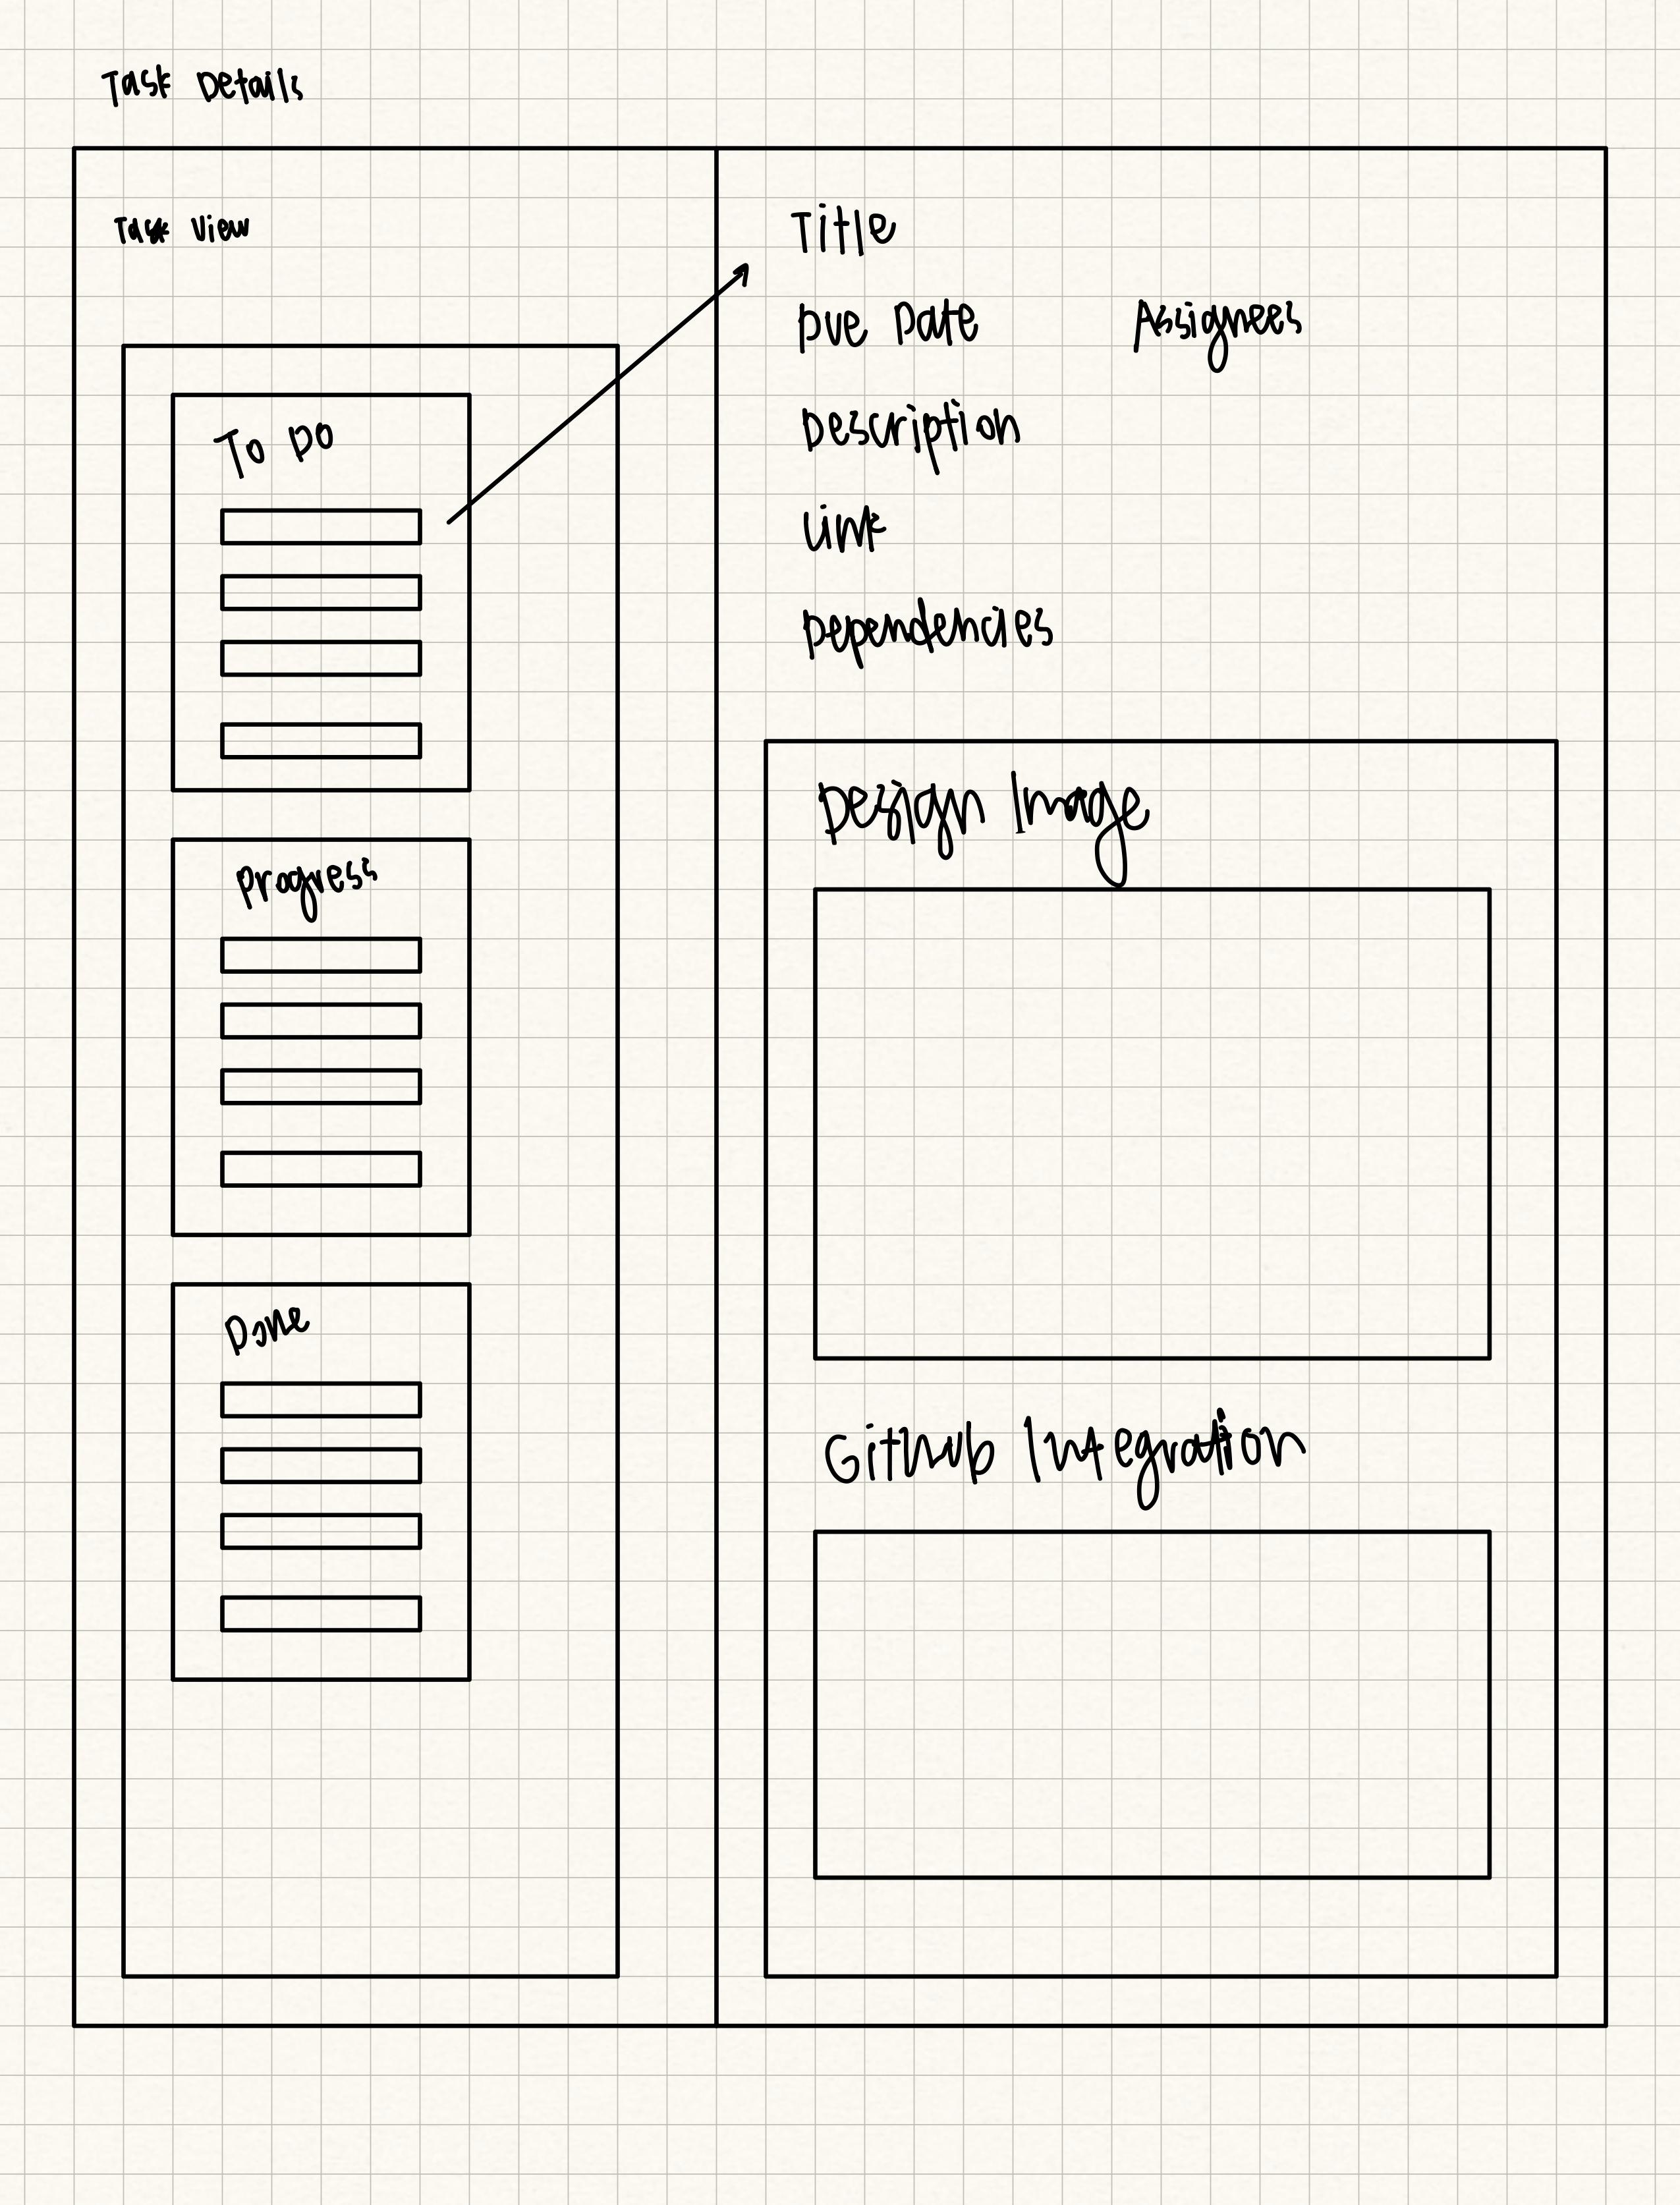 Task Details
Task View
To Do
Progress
Done
Title
Due Date Assignees
Description
Link
Dependencies
Design Image
Github Integration